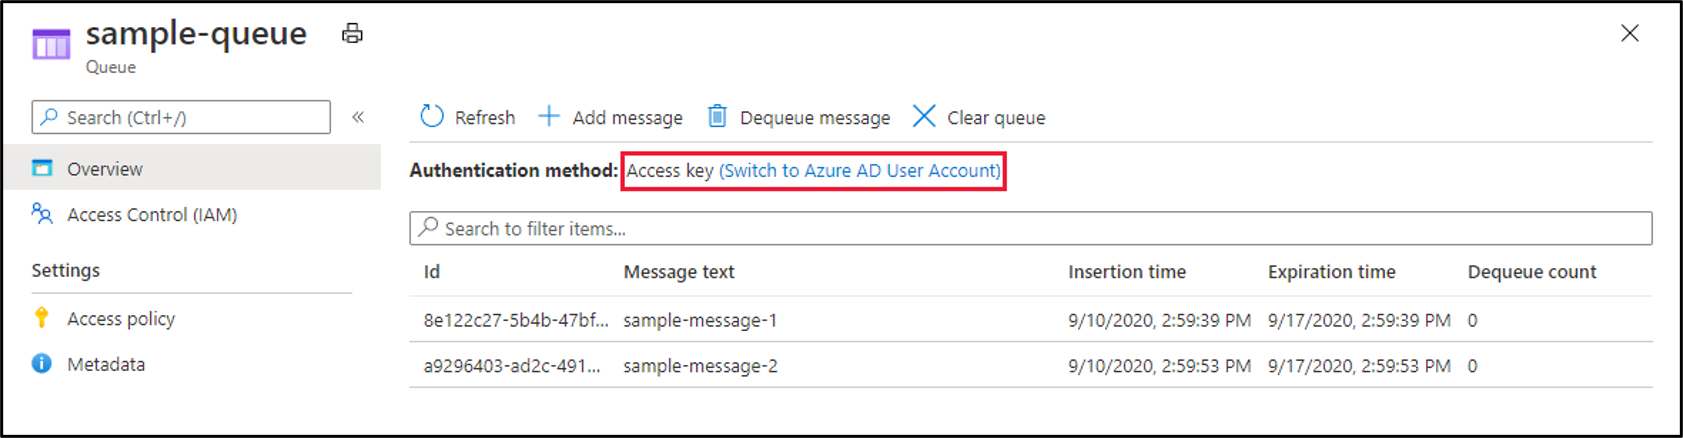 sample-queue
Queue
Search (Ctrl+/)
«
Overview
Access Control (IAM)
Settings
Access policy
Metadata
Refresh Add message Dequeue message Clear queue
Authentication method: Access key (Switch to Azure AD User Account)
Search to filter items...
Id Message text Insertion time Expiration time Dequeue count
8e122c27-5b4b-47bf... sample-message-1 9/10/2020, 2:59:39 PM 9/17/2020, 2:59:39 PM 0
a9296403-ad2c-491... sample-message-2 9/10/2020, 2:59:53 PM 9/17/2020, 2:59:53 PM 0